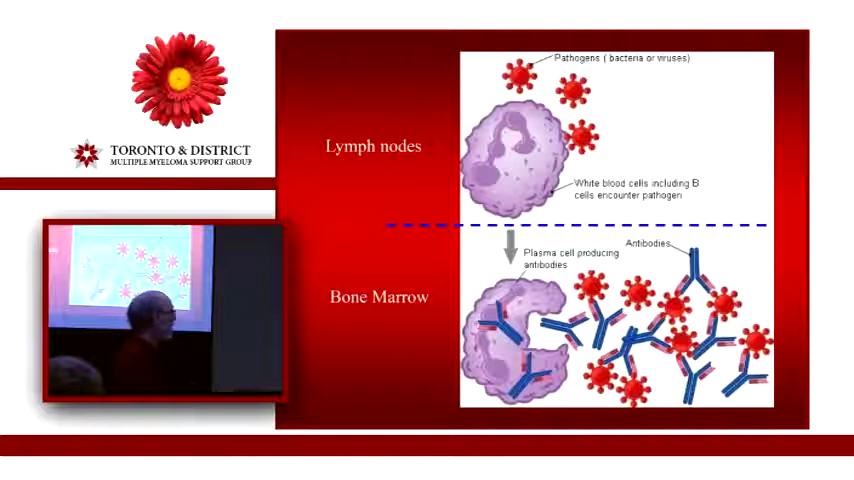 TORONTO & DISTRICT
MULTIPLE MYELOMA SUPPORT GROUP
Lymph nodes
Pathogens ( bacteria or viruses)
White blood cells including B
cells encounter pathogen
Bone Marrow
Plasma cell producing
antibodies
Antibodies